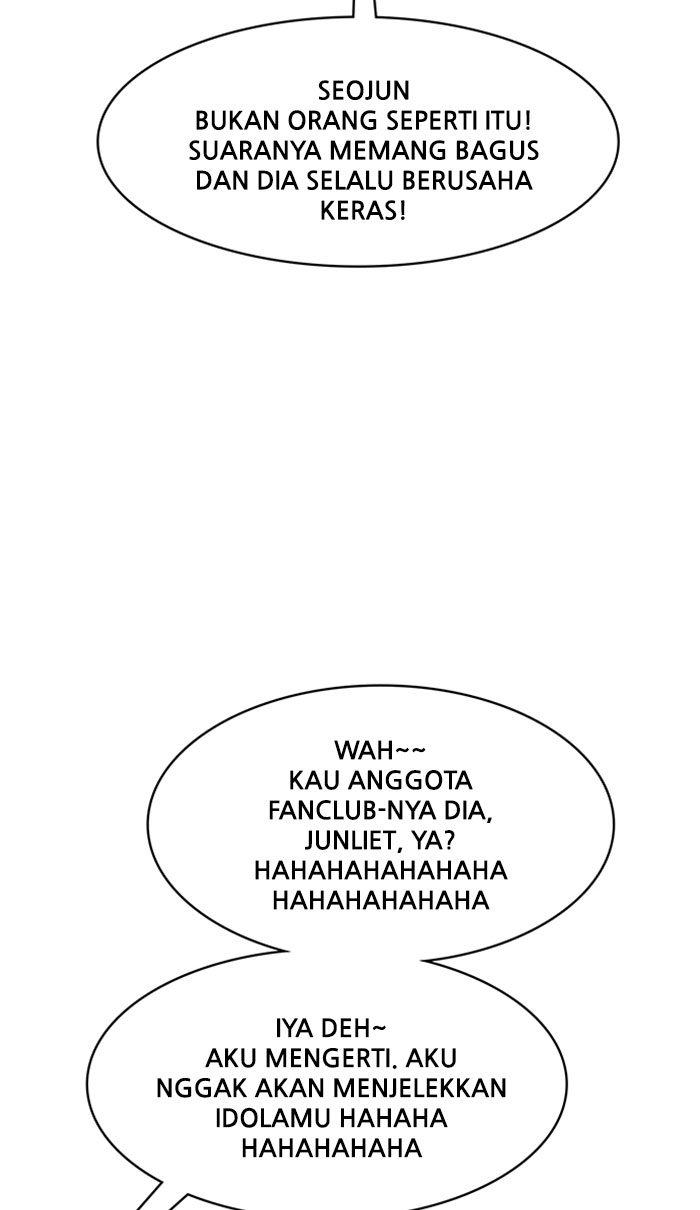 SEOJUN
BUKAN ORANG SEPERTI ITU!
SUARANYA MEMANG BAGUS
DAN DIA SELALU BERUSAHA
KERAS!
WAH~~
KAU ANGGOTA
FANCLUB-NYA DIA,
JUNLIET, YA?
HAHAHAHAHAHAHA
HAHAHAHAHAHA
IYA DEH~
AKU MENGERTI. AKU
NGGAK AKAN MENJELEKKAN
IDOLAMU HAHAHA
HAHAHAHAHA